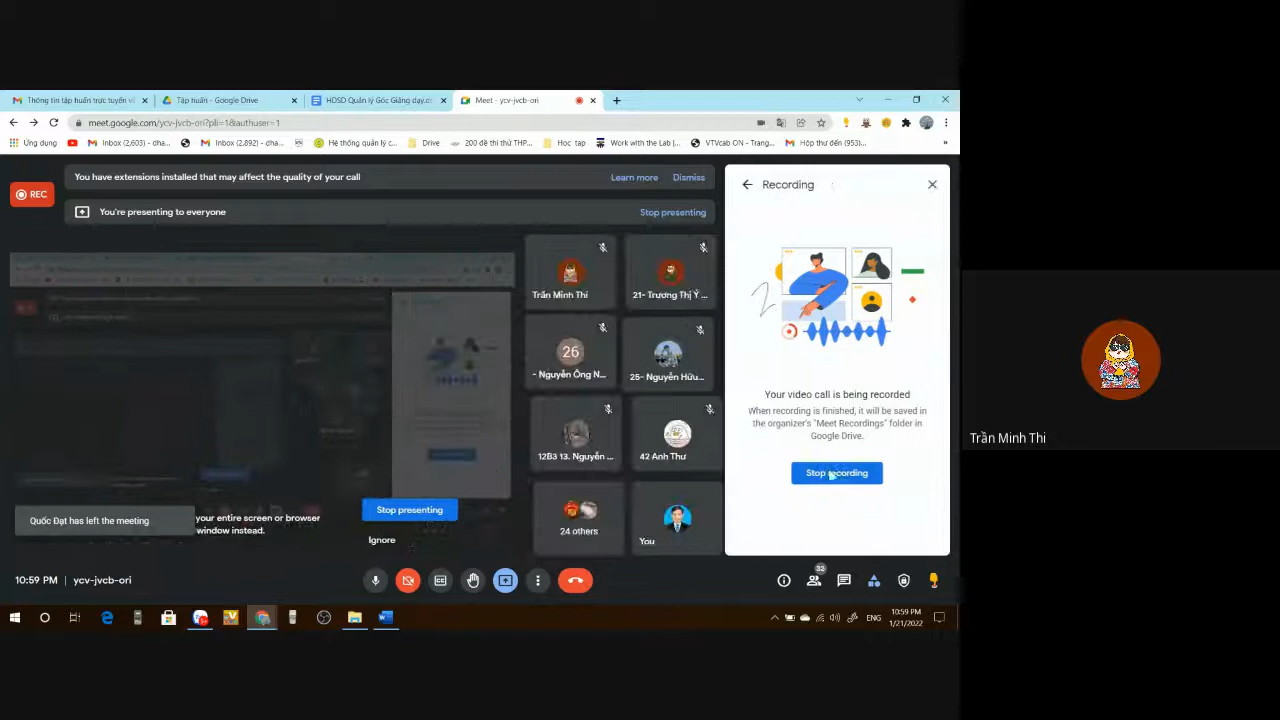 Thông tin tập huấn trực tuyến v
Tập huấn - Google Drive
HDSD Quản lý Góc Giảng dạy.do
Meet - ycv-jvcb-ori
meet.google.com/ycv-jvcb-ori?pli=1&authuser=1
Ứng dụng
Inbox (2,603) - dha...
Inbox (2,892) - dha...
Hệ thống quản lý c...
Drive
200 đề thi thử THP...
Học tập
Work with the Lab |...
VTVcab ON - Trang...
Hộp thư đến (953)...
»
REC
You have extensions installed that may affect the quality of your call
Learn more
Dismiss
You're presenting to everyone
Stop presenting
Recording
Trần Minh Thi
21- Trương Thị Ý ...
26
- Nguyễn Ông N...
25- Nguyễn Hữu...
12B3 13. Nguyễn ...
42 Anh Thư
24 others
You
Your video call is being recorded
When recording is finished, it will be saved in
the organizer's "Meet Recordings" folder in
Google Drive.
Stop recording
Trần Minh Thi
Quốc Đạt has left the meeting
your entire screen or browser
window instead.
Stop presenting
Ignore
10:59 PM | ycv-jvcb-ori
32
ENG
10:59 PM
1/21/2022